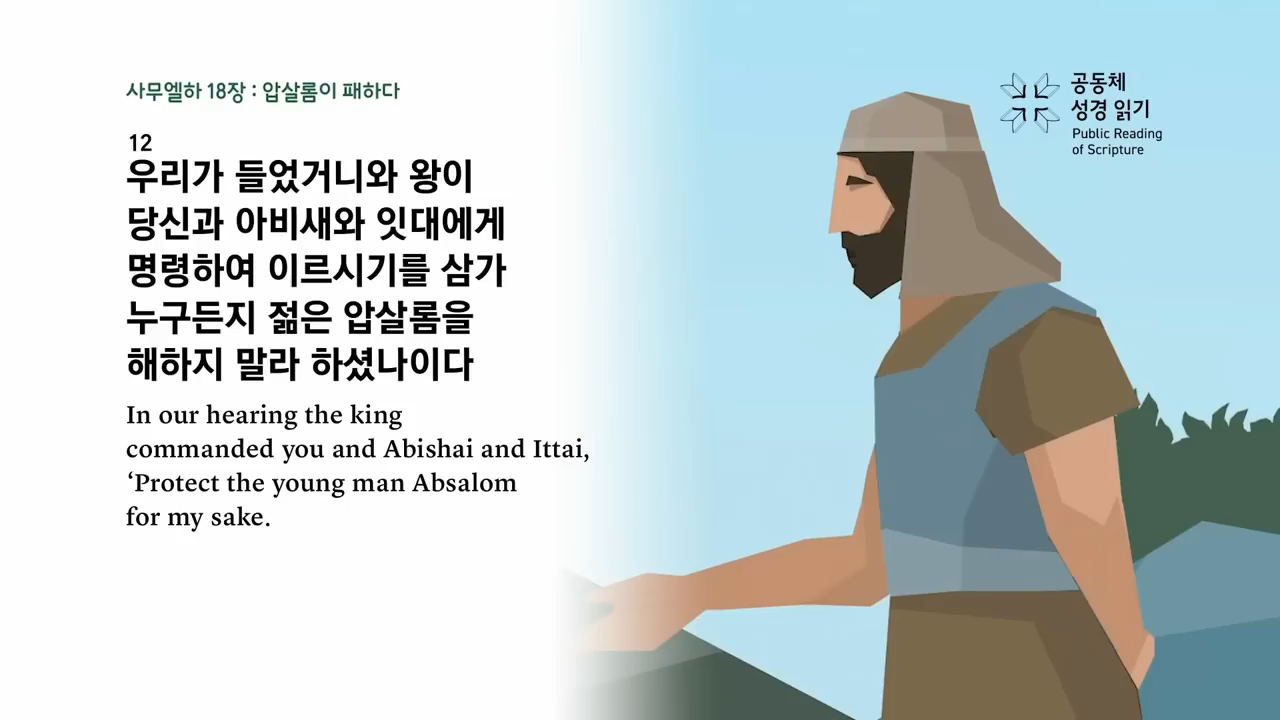 사무엘하 18장 : 압살롬이 패하다
12
우리가 들었거니와 왕이
당신과 아비새와 잇대에게
명령하여 이르시기를 삼가
누구든지 젊은 압살롬을
해하지 말라 하셨나이다
In our hearing the king
commanded you and Abishai and Ittai,
‘Protect the young man Absalom
for my sake.
공동체
성경 읽기
Public Reading
of Scripture